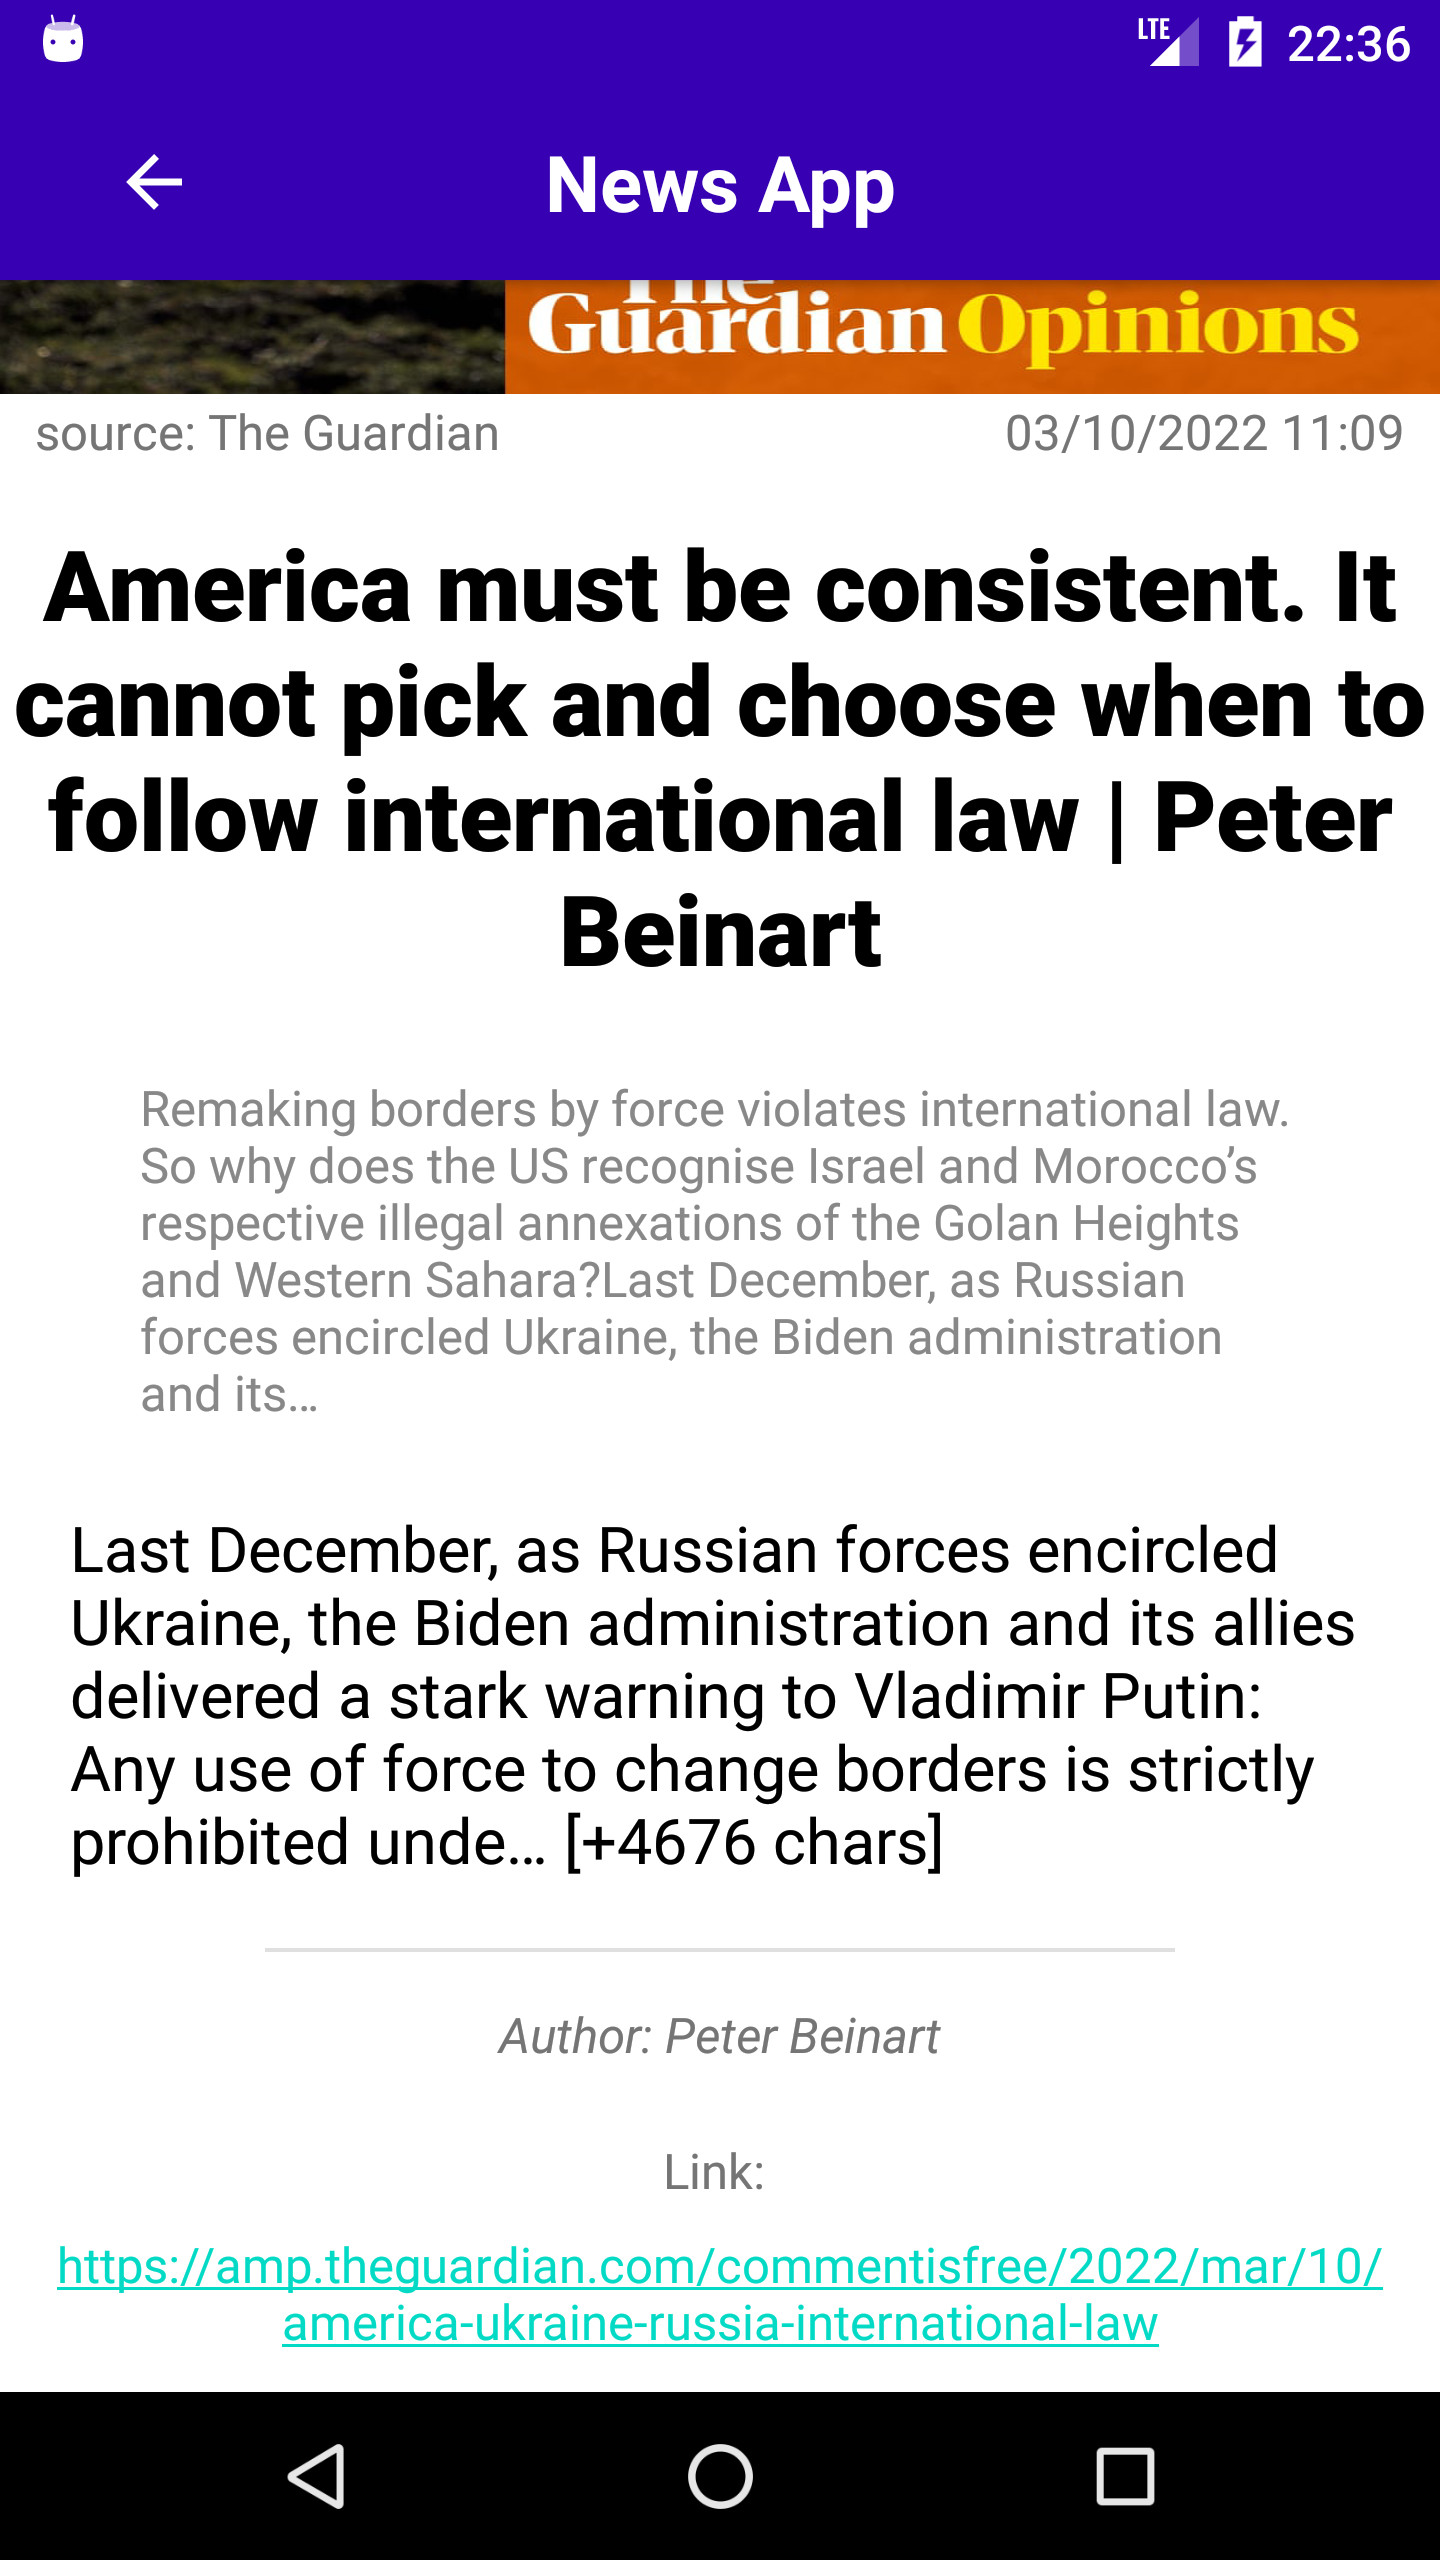 LTE 22:36
News App
The
Guardian Opinions
source: The Guardian 03/10/2022 11:09
America must be consistent. It
cannot pick and choose when to
follow international law | Peter
Beinart
Remaking borders by force violates international law.
So why does the US recognise Israel and Morocco’s
respective illegal annexations of the Golan Heights
and Western Sahara?Last December, as Russian
forces encircled Ukraine, the Biden administration
and its…
Last December, as Russian forces encircled
Ukraine, the Biden administration and its allies
delivered a stark warning to Vladimir Putin:
Any use of force to change borders is strictly
prohibited unde… [+4676 chars]
Author: Peter Beinart
Link:
https://amp.theguardian.com/commentisfree/2022/mar/10/
america-ukraine-russia-international-law